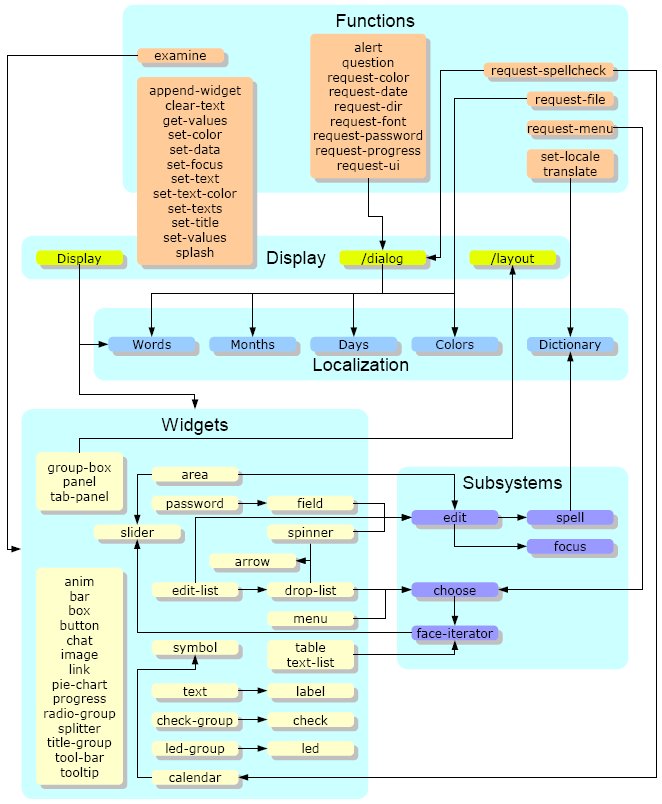 Functions
examine
append-widget
clear-text
get-values
set-color
set-data
set-focus
set-text
set-text-color
set-texts
set-title
set-values
splash
alert
question
request-color
request-date
request-dir
request-font
request-password
request-progress
request-ui
request-spellcheck
request-file
request-menu
set-locale
translate
Display
Display
/dialog
/layout
Words
Months
Days
Colors
Dictionary
Localization
Widgets
group-box
panel
tab-panel
area
password
field
slider
spinner
arrow
edit-list
drop-list
menu
symbol
table
text-list
text
label
check-group
check
led-group
led
calendar
anim
bar
box
button
chat
image
link
pie-chart
progress
radio-group
splitter
title-group
tool-bar
tooltip
Subsystems
edit
spell
focus
choose
face-iterator